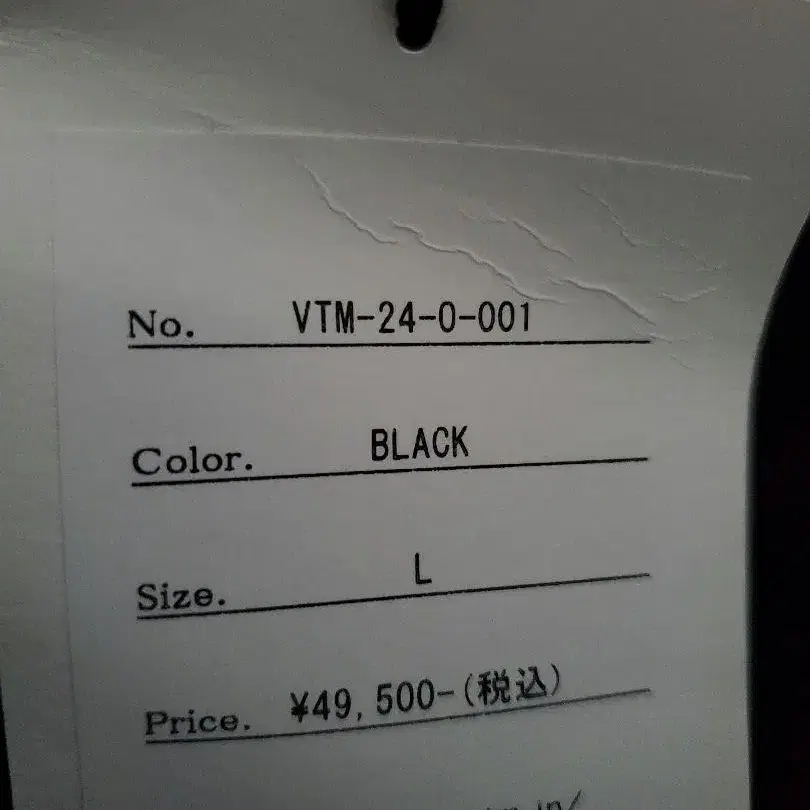 No. VTM-24-0-001
Color. BLACK
Size. L
Price. ¥49,500-(税込)